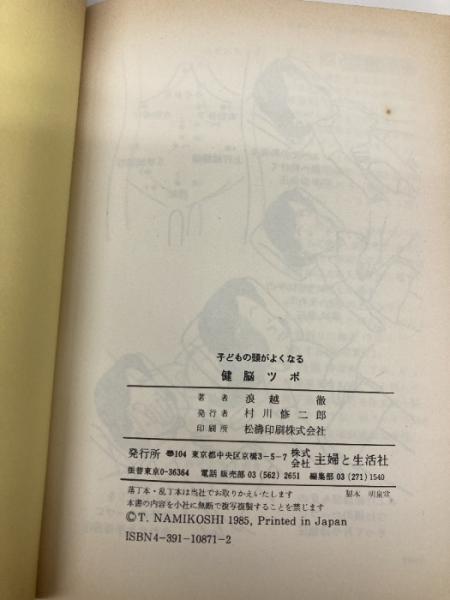 子どもの頭がよくなる
健脳ツボ
著者 浪越徹
発行者 村川修二郎
印刷所 松濤印刷株式会社
発行所 〒104 東京都中央区京橋3-5-7 株式会社 主婦と生活社
振替東京0-36364 電話 販売部 03 (562) 2651 編集部 03 (271) 1540
落丁本・乱丁本は当社でお取りかえいたします 製本 明泉堂
本書の内容を小社に無断で複写複製することを禁じます
©T. NAMIKOSHI 1985, Printed in Japan
ISBN4-391-10871-2